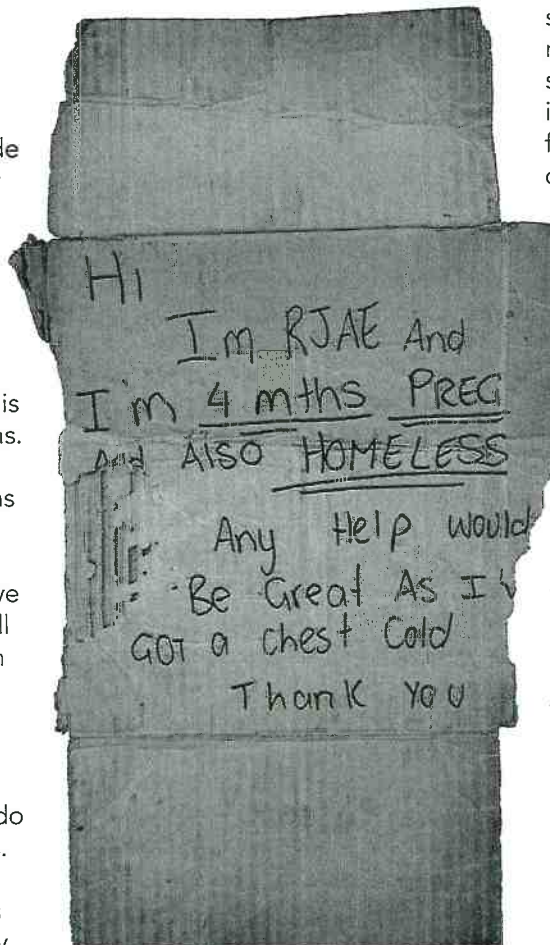 Hi
I'm RJAE And
I'm 4 mths PREG
And Also HOMELESS
Any Help would
Be Great As I'v
GOT a chest Cold
Thank You